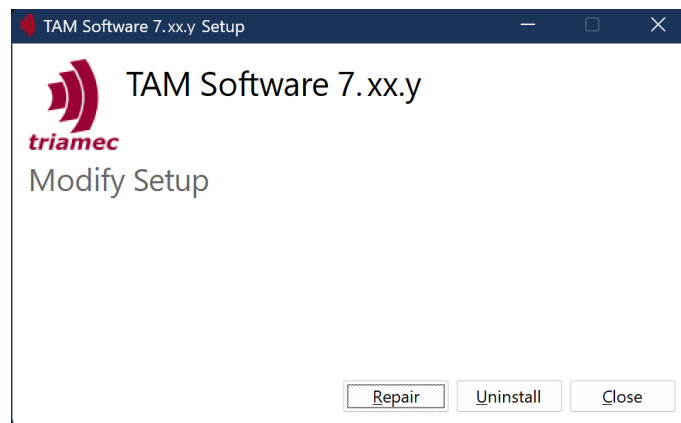 TAM Software 7.xx.y Setup
TAM Software 7.xx.y
triamec
Modify Setup
Repair Uninstall Close